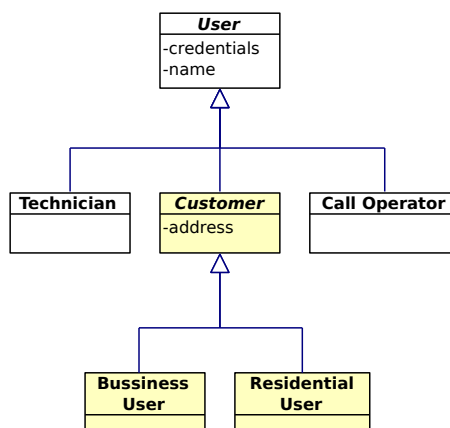 User
-credentials
-name
Technician
Customer
-address
Call Operator
Bussiness
User
Residential
User